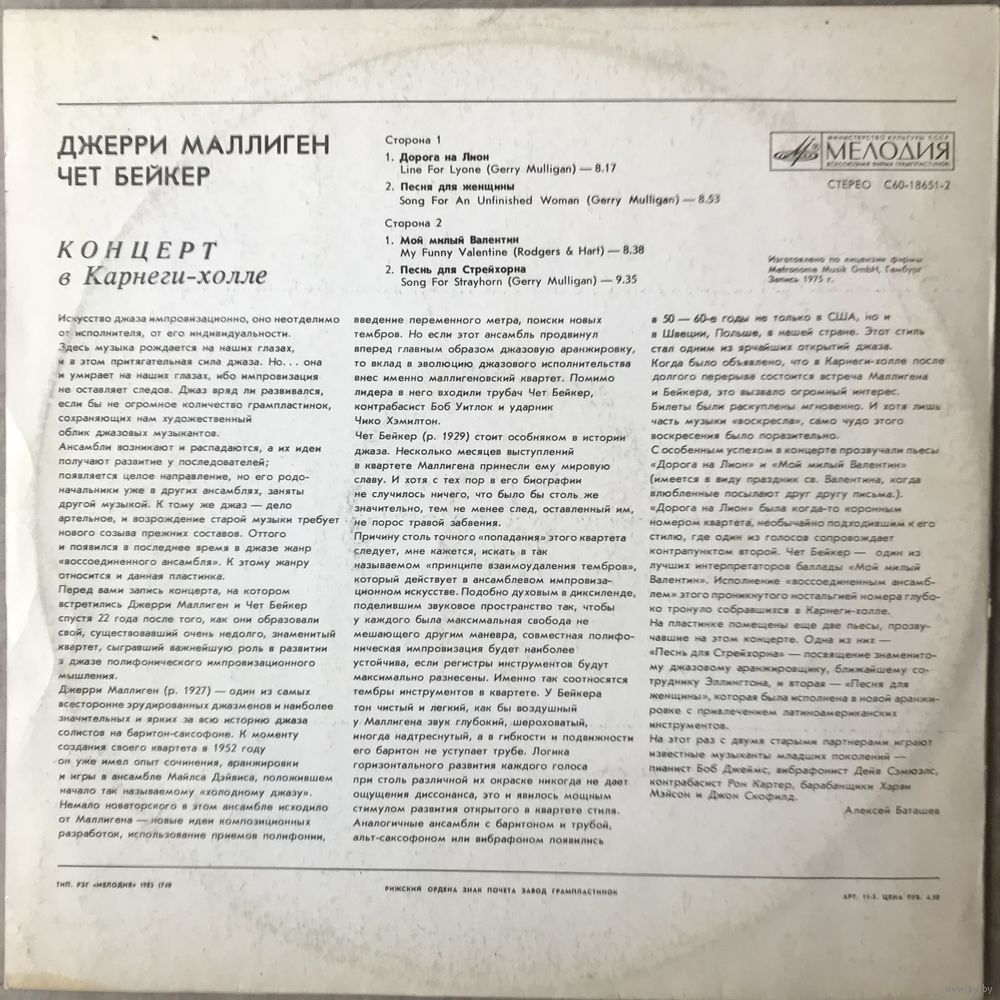 ДЖЕРРИ МАЛЛИГЕН
ЧЕТ БЕЙКЕР
КОНЦЕРТ
в Карнеги-холле
Сторона 1
1. Дорога на Лион
Line For Lyone (Gerry Mulligan) — 8.17
2. Песня для женщины
Song For An Unfinished Woman (Gerry Mulligan) — 8.53
Сторона 2
1. Мой милый Валентин
My Funny Valentine (Rodgers & Hart) — 8.38
2. Песнь для Стрейхорна
Song For Strayhorn (Gerry Mulligan) — 9.35
МИНИСТЕРСТВО КУЛЬТУРЫ СССР
МЕЛОДИЯ
ВСЕСОЮЗНАЯ ФИРМА ГРАМПЛАСТИНОК
СТЕРЕО С60-18651-2
Изготовлено по лицензии фирмы
Metronome Musik GmbH, Гамбург
Запись 1975 г.
Искусство джаза импровизационно, оно неотделимо
от исполнителя, от его индивидуальности.
Здесь музыка рождается на наших глазах,
и в этом притягательная сила джаза. Но... она
и умирает на наших глазах, ибо импровизация
не оставляет следов. Джаз вряд ли развивался,
если бы не огромное количество грампластинок,
сохраняющих нам художественный
облик джазовых музыкантов.
Ансамбли возникают и распадаются, а их идеи
получают развитие у последователей;
появляется целое направление, но его родо-
начальники уже в других ансамблях, заняты
другой музыкой. К тому же джаз — дело
артельное, и возрождение старой музыки требует
нового созыва прежних составов. Оттого
и появился в последнее время в джазе жанр
«воссоединенного ансамбля». К этому жанру
относится и данная пластинка.
Перед вами запись концерта, на котором
встретились Джерри Маллиген и Чет Бейкер
спустя 22 года после того, как они образовали
свой, существовавший очень недолго, знаменитый
квартет, сыгравший важнейшую роль в развитии
в джазе полифонического импровизационного
мышления.
Джерри Маллиген (р. 1927) — один из самых
всесторонне эрудированных джазменов и наиболее
значительных и ярких за всю историю джаза
солистов на баритон-саксофоне. К моменту
создания своего квартета в 1952 году
он уже имел опыт сочинения, аранжировки
и игры в ансамбле Майлса Дэйвиса, положившем
начало так называемому «холодному джазу».
Немало новаторского в этом ансамбле исходило
от Маллигена — новые идеи композиционных
разработок, использование приемов полифонии,
введение переменного метра, поиски новых
тембров. Но если этот ансамбль продвинул
вперед главным образом джазовую аранжировку,
то вклад в эволюцию джазового исполнительства
внес именно маллигеновский квартет. Помимо
лидера в него входили трубач Чет Бейкер,
контрабасист Боб Уитлок и ударник
Чико Хэмилтон.
Чет Бейкер (р. 1929) стоит особняком в истории
джаза. Несколько месяцев выступлений
в квартете Маллигена принесли ему мировую
славу. И хотя с тех пор в его биографии
не случилось ничего, что было бы столь же
значительно, тем не менее след, оставленный им,
не порос травой забвения.
Причину столь точного «попадания» этого квартета
следует, мне кажется, искать в так
называемом «принципе взаимоудаления тембров»,
который действует в ансамблевом импровиза-
ционном искусстве. Подобно духовым в диксиленде,
поделившим звуковое пространство так, чтобы
у каждого была максимальная свобода не
мешающего другим маневра, совместная полифо-
ническая импровизация будет наиболее
устойчива, если регистры инструментов будут
максимально разнесены. Именно так соотносятся
тембры инструментов в квартете. У Бейкера
тон чистый и легкий, как бы воздушный
у Маллигена звук глубокий, шероховатый,
иногда надтреснутый, а в гибкости и подвижности
его баритон не уступает трубе. Логика
горизонтального развития каждого голоса
при столь различной их окраске никогда не дает
ощущения диссонанса, это и явилось мощным
стимулом развития открытого в квартете стиля.
Аналогичные ансамбли с баритоном и трубой,
альт-саксофоном или вибрафоном появились
в 50 — 60-е годы не только в США, но и
в Швеции, Польше, в нашей стране. Этот стиль
стал одним из ярчайших открытий джаза.
Когда было объявлено, что в Карнеги-холле после
долгого перерыва состоится встреча Маллигена
и Бейкера, это вызвало огромный интерес.
Билеты были раскуплены мгновенно. И хотя лишь
часть музыки «воскресла», само чудо этого
воскресения было поразительно.
С особенным успехом в концерте прозвучали пьесы
«Дорога на Лион» и «Мой милый Валентин»
(имеется в виду праздник св. Валентина, когда
влюбленные посылают друг другу письма.).
«Дорога на Лион» была когда-то коронным
номером квартета, необычайно подходившим к его
стилю, где один из голосов сопровождает
контрапунктом второй. Чет Бейкер — один из
лучших интерпретаторов баллады «Мой милый
Валентин». Исполнение «воссоединенным ансамб-
лем» этого проникнутого ностальгией номера глубо-
ко тронуло собравшихся в Карнеги-холле.
На пластинке помещены еще две пьесы, прозву-
чавшие на этом концерте. Одна из них —
«Песнь для Стрейхорна» — посвящение знаменито-
му джазовому аранжировщику, ближайшему со-
труднику Эллингтона, и вторая — «Песня для
женщины», которая была исполнена в новой аранжи-
ровке с привлечением латиноамериканских
инструментов.
На этот раз с двумя старыми партнерами играют
известные музыканты младших поколений —
пианист Боб Джеймс, вибрафонист Дейв Сэмюэлс,
контрабасист Рон Картер, барабанщики Харви
Мэйсон и Джон Скофилд.
Алексей Баташев
ТИП. РЗГ «МЕЛОДИЯ» 1983
РИЖСКИЙ ОРДЕНА ЗНАК ПОЧЕТА ЗАВОД ГРАМПЛАСТИНОК
АРТ. 11-3. ЦЕНА РУБ.